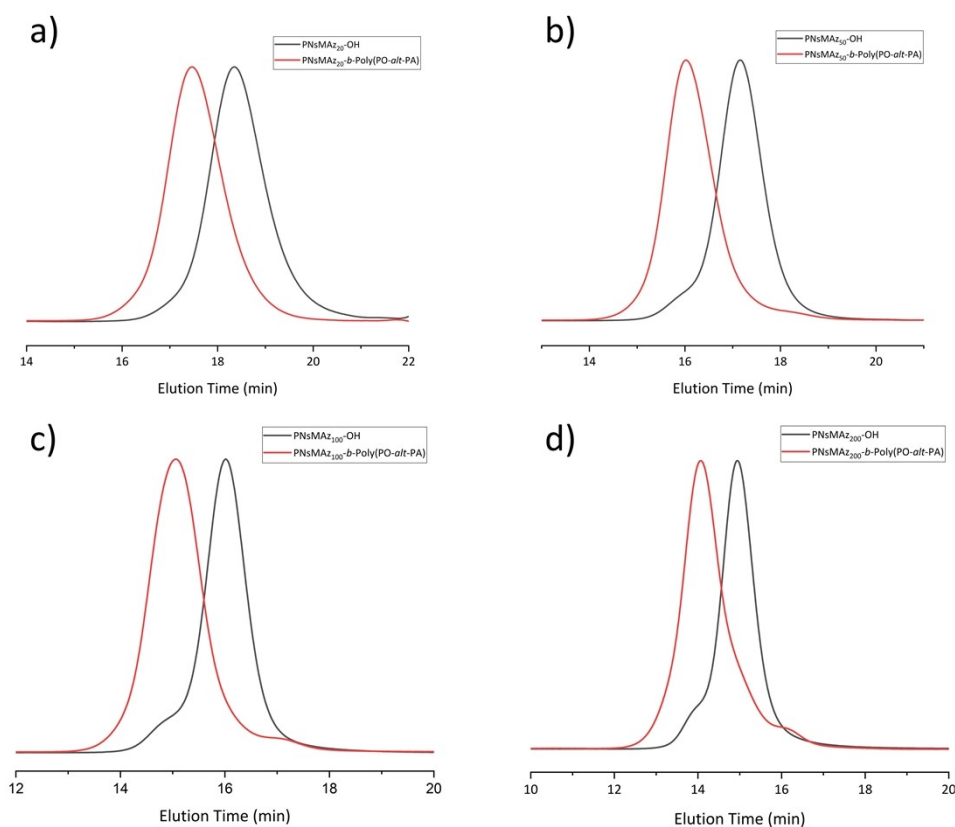 a)
PNsMAz₂₀-OH
PNsMAz₂₀-b-Poly(PO-alt-PA)
14 16 18 20 22
Elution Time (min)
b)
PNsMAz₅₀-OH
PNsMAz₅₀-b-Poly(PO-alt-PA)
14 16 18 20
Elution Time (min)
c)
PNsMAz₁₀₀-OH
PNsMAz₁₀₀-b-Poly(PO-alt-PA)
12 14 16 18 20
Elution Time (min)
d)
PNsMAz₂₀₀-OH
PNsMAz₂₀₀-b-Poly(PO-alt-PA)
10 12 14 16 18 20
Elution Time (min)